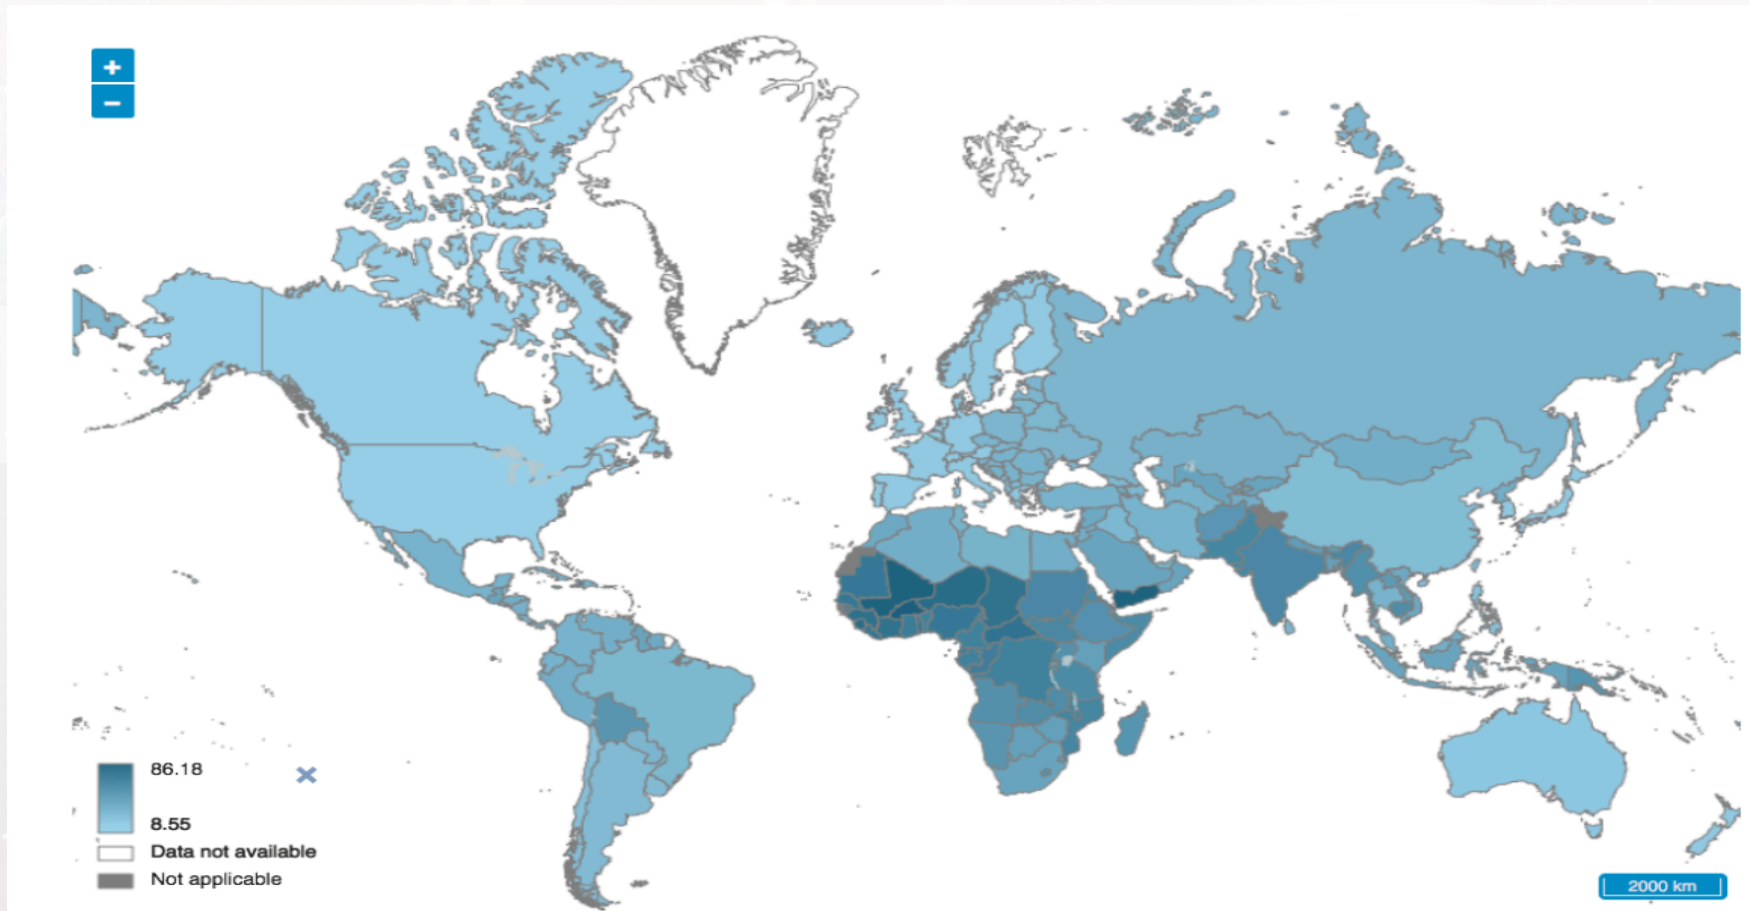 +
−
86.18
8.55
Data not available
Not applicable
2000 km